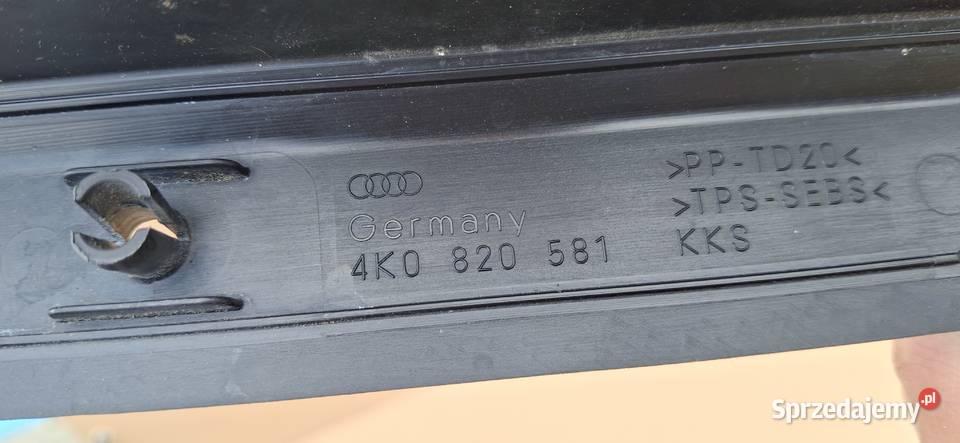 Germany
4K0 820 581
>PP-TD20<
>TPS-SEBS<
KKS
Sprzedajemy.pl